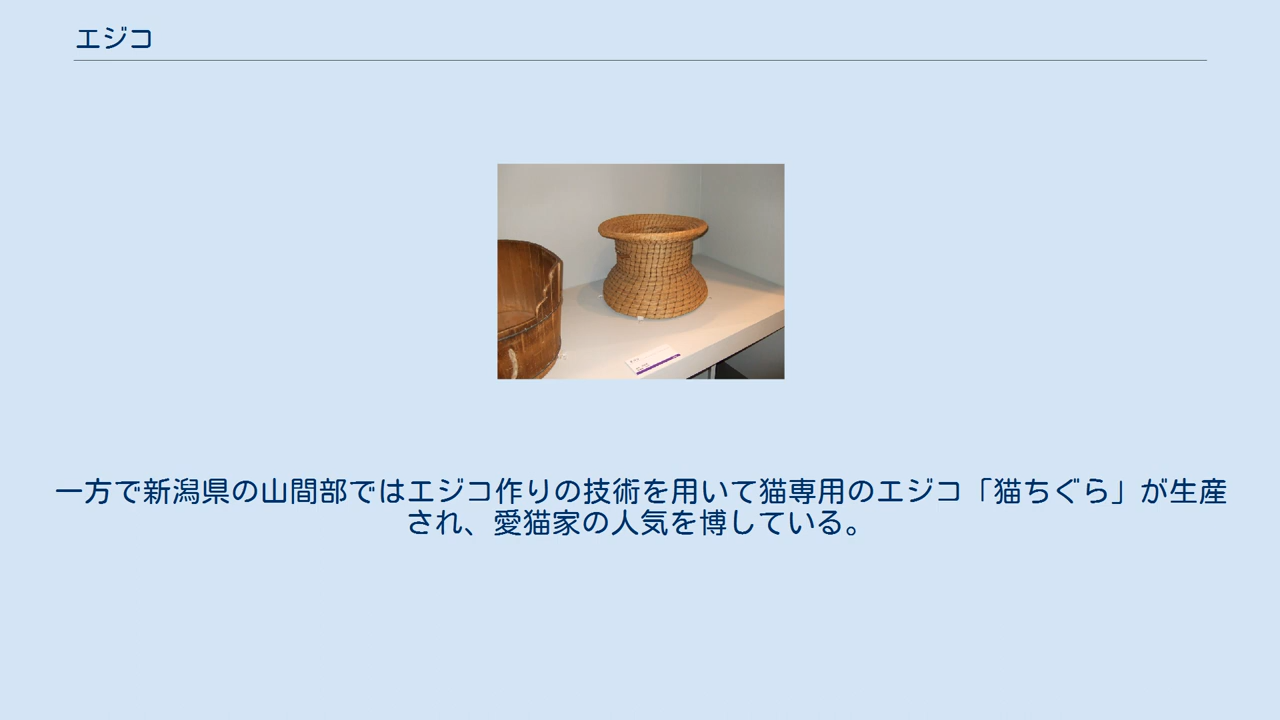 エジコ
一方で新潟県の山間部ではエジコ作りの技術を用いて猫専用のエジコ「猫ちぐら」が生産
され、愛猫家の人気を博している。